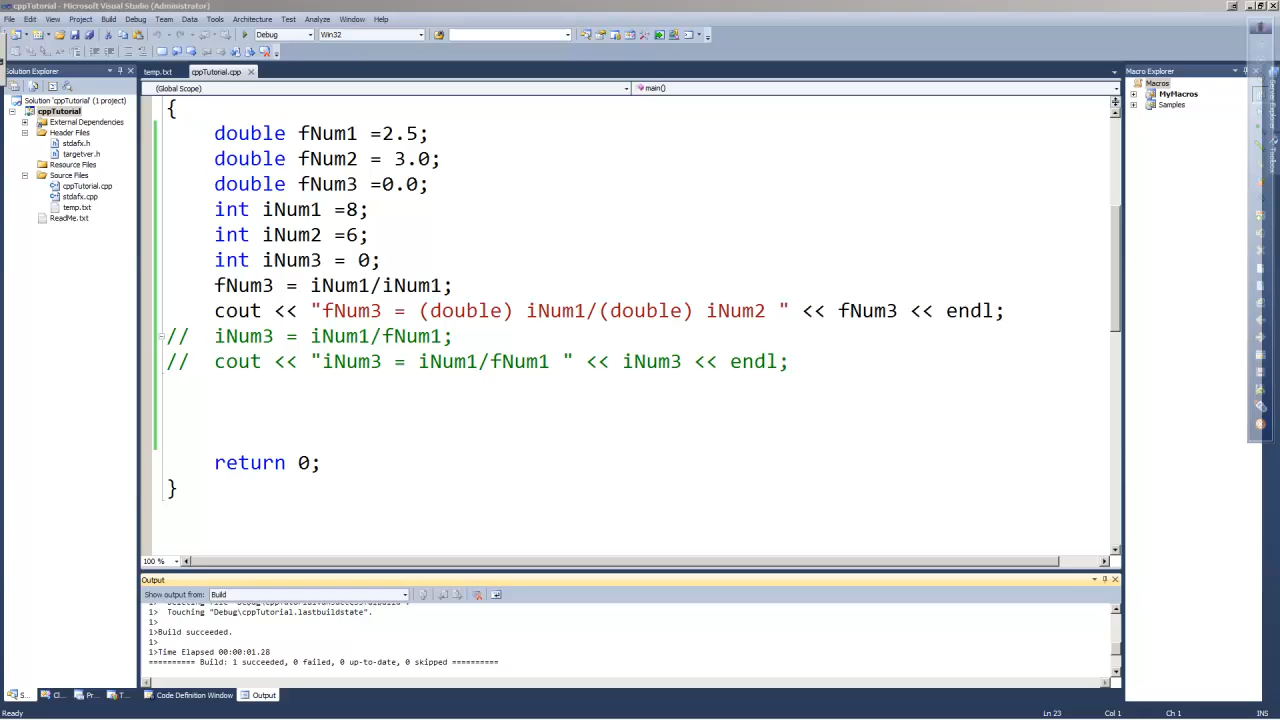 cppTutorial - Microsoft Visual Studio (Administrator)
File Edit View Project Build Debug Team Data Tools Architecture Test Analyze Window Help
Debug Win32
Solution Explorer
temp.txt cppTutorial.cpp
Macro Explorer
(Global Scope) main()
Solution 'cppTutorial' (1 project)
cppTutorial
External Dependencies
Header Files
stdafx.h
targetver.h
Resource Files
Source Files
cppTutorial.cpp
stdafx.cpp
temp.txt
ReadMe.txt
{
double fNum1 =2.5;
double fNum2 = 3.0;
double fNum3 =0.0;
int iNum1 =8;
int iNum2 =6;
int iNum3 = 0;
fNum3 = iNum1/iNum1;
cout << "fNum3 = (double) iNum1/(double) iNum2 " << fNum3 << endl;
// iNum3 = iNum1/fNum1;
// cout << "iNum3 = iNum1/fNum1 " << iNum3 << endl;
return 0;
}
Macros
MyMacros
Samples
Server Explorer
Toolbox
100 %
Output
Show output from: Build
1> Touching "Debug\cppTutorial.lastbuildstate".
1>
1>Build succeeded.
1>
1>Time Elapsed 00:00:01.28
========== Build: 1 succeeded, 0 failed, 0 up-to-date, 0 skipped ==========
S... Cl... Pr... T... Code Definition Window Output
Ready Ln 23 Col 1 Ch 1 INS